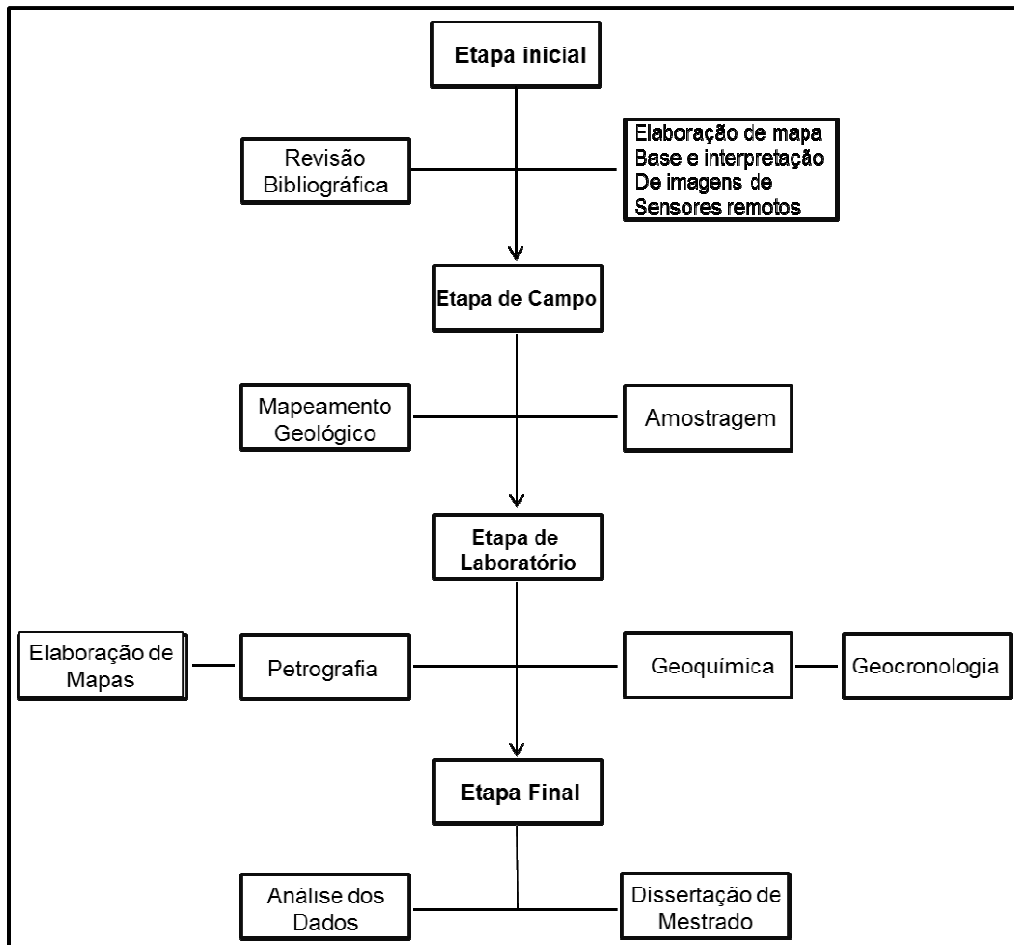 Etapa inicial
Revisão
Bibliográfica
Elaboração de mapa
Base e interpretação
De imagens de
Sensores remotos
Etapa de Campo
Mapeamento
Geológico
Amostragem
Etapa de
Laboratório
Elaboração de
Mapas
Petrografia
Geoquímica
Geocronologia
Etapa Final
Análise dos
Dados
Dissertação de
Mestrado